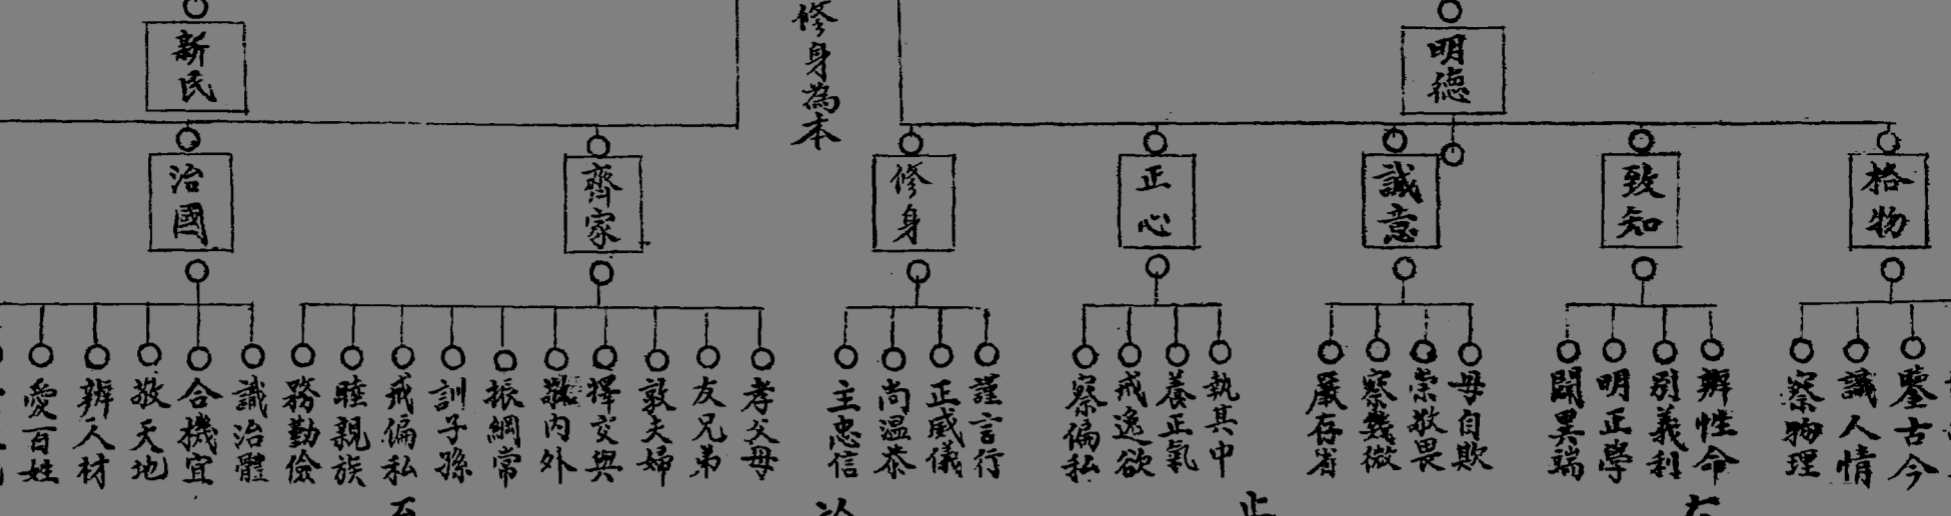 明德
格物
鑒古今
識人情
察物理
致知
辨性命
別義利
明正學
闢異端
誠意
毋自欺
崇敬畏
察幾微
嚴存省
正心
執其中
養正氣
戒逸欲
察偏私
修身
謹言行
正威儀
尚溫恭
主忠信
修身為本
新民
齊家
孝父母
友兄弟
敦夫婦
擇交與
敬內外
振綱常
訓子孫
戒偏私
睦親族
務勤儉
治國
識治體
合機宜
敬天地
辨人材
愛百姓